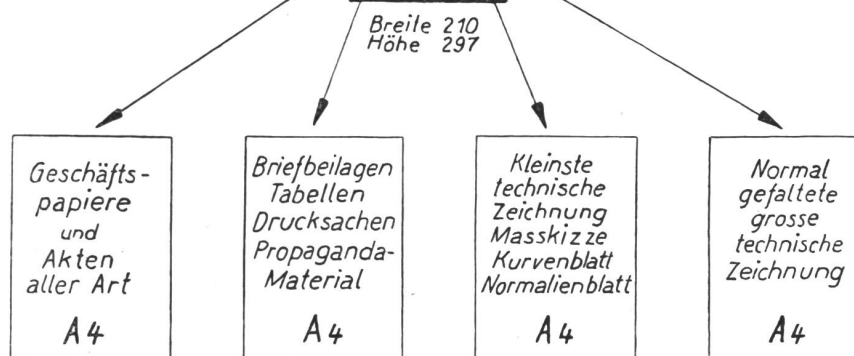 Breite 210
Höhe 297
Geschäfts-
papiere
und
Akten
aller Art
A4
Briefbeilagen
Tabellen
Drucksachen
Propaganda-
Material
A4
Kleinste
technische
Zeichnung
Masskizze
Kurvenblatt
Normalienblatt
A4
Normal
gefaltete
grosse
technische
Zeichnung
A4